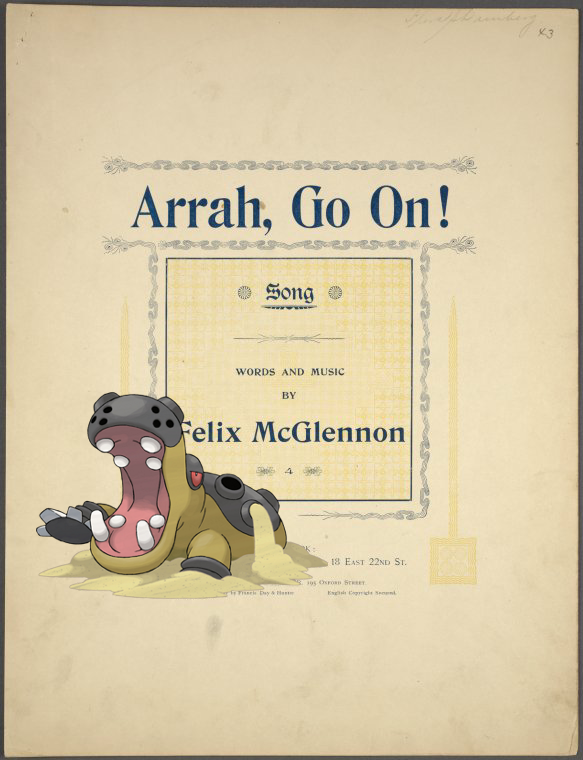 43
Arrah, Go On!
Song
WORDS AND MUSIC
BY
Felix McGlennon
4
K:
18 EAST 22ND ST.
195 OXFORD STREET
by Francis Day & Hunter English Copyright Secured.